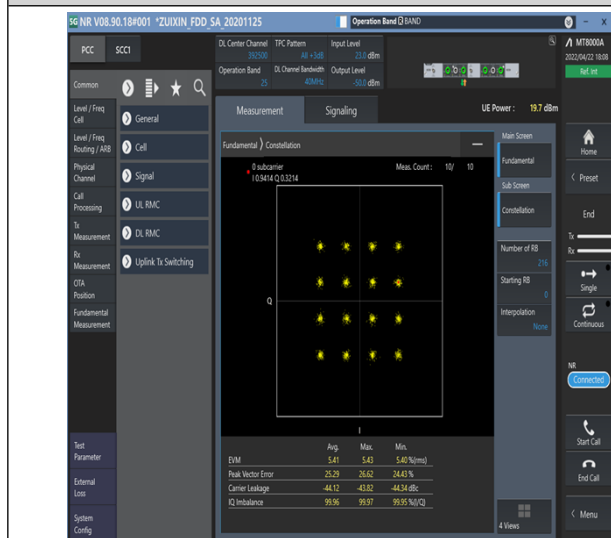 5G NR V08.90.18#001 *ZUIXIN_FDD_SA_20201125
Operation Band BAND
PCC SCC1
DL Center Channel TPC Pattern Input Level
392500 All +3dB 23.0 dBm
Operation Band DL Channel Bandwidth Output Level
25 40MHz -50.0 dBm
MT8000A
2022/04/22 18:08
Ref. Int
Common
Level / Freq
Cell
Level / Freq
Routing / ARB
Physical
Channel
Call
Processing
Tx
Measurement
Rx
Measurement
OTA
Position
Fundamental
Measurement
Test
Parameter
External
Loss
System
Config
General
Cell
Signal
UL RMC
DL RMC
Uplink Tx Switching
Measurement Signaling
UE Power : 19.7 dBm
Fundamental Constellation
0 subcarrier Meas. Count : 10/ 10
I 0.9414 Q 0.3214
Q
I
Avg. Max. Min.
EVM 5.41 5.43 5.40 %(rms)
Peak Vector Error 25.29 26.62 24.43 %
Carrier Leakage -44.12 -43.82 -44.34 dBc
IQ Imbalance 99.96 99.97 99.95 %(I/Q)
Main Screen
Fundamental
Sub Screen
Constellation
Number of RB
216
Starting RB
0
Interpolation
None
4 Views
Home
Preset
End
Tx
Rx
Single
Continuous
NR
Connected
Start Call
End Call
Menu